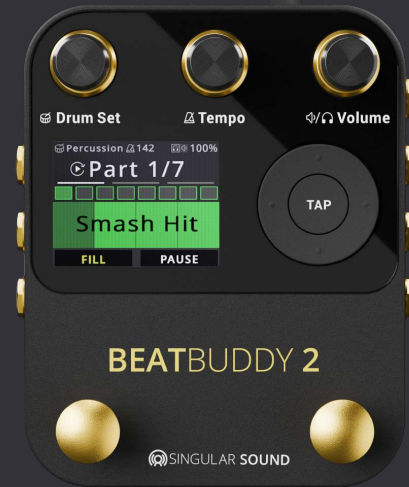 Drum Set
Tempo
Volume
Percussion 142 100%
Part 1/7
Smash Hit
TAP
FILL PAUSE
BEATBUDDY 2
SINGULAR SOUND